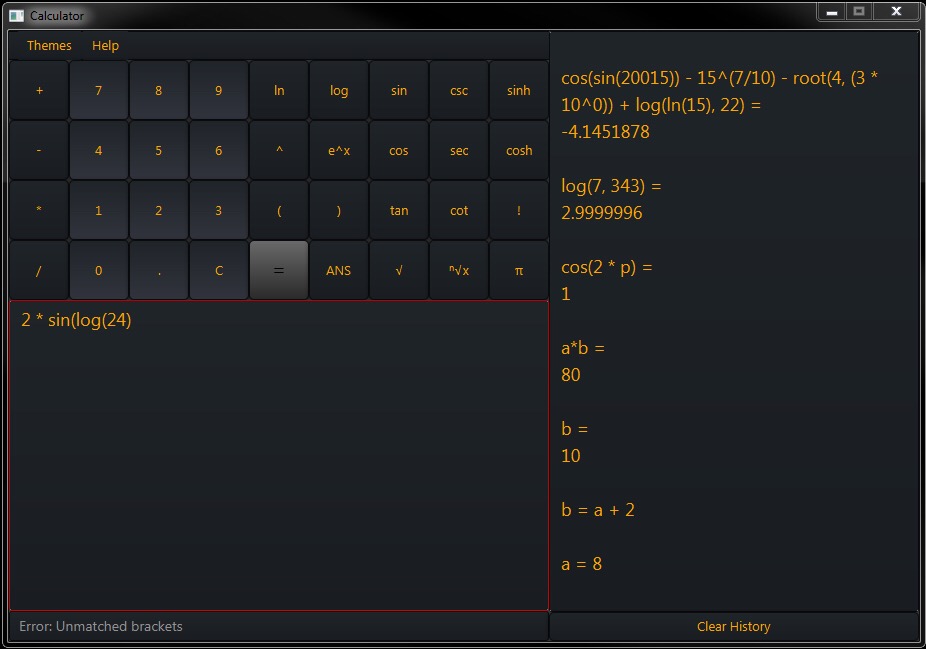 Calculator
Themes Help
+ 7 8 9 ln log sin csc sinh
- 4 5 6 ^ e^x cos sec cosh
* 1 2 3 ( ) tan cot !
/ 0 . C = ANS √ ⁿ√x π
2 * sin(log(24)
Error: Unmatched brackets
cos(sin(20015)) - 15^(7/10) - root(4, (3 *
10^0)) + log(ln(15), 22) =
-4.1451878
log(7, 343) =
2.9999996
cos(2 * p) =
1
a*b =
80
b =
10
b = a + 2
a = 8
Clear History